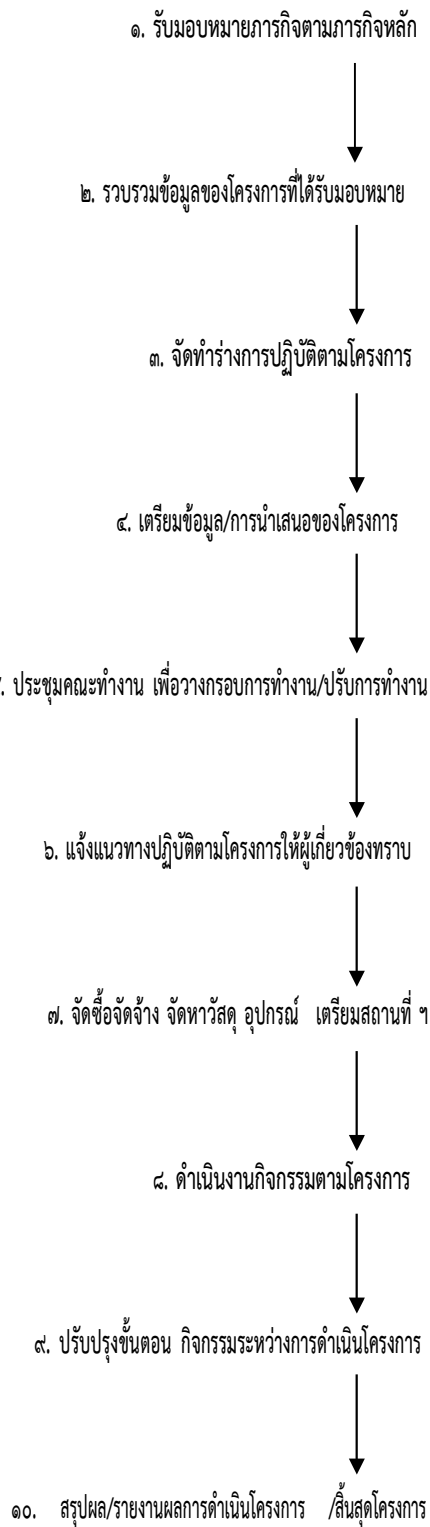 ๑. รับมอบหมายภารกิจตามภารกิจหลัก
๒. รวบรวมข้อมูลของโครงการที่ได้รับมอบหมาย
๓. จัดทำร่างการปฏิบัติตามโครงการ
๔. เตรียมข้อมูล/การนำเสนอของโครงการ
. ประชุมคณะทำงาน เพื่อวางกรอบการทำงาน/ปรับการทำงาน
๖. แจ้งแนวทางปฏิบัติตามโครงการให้ผู้เกี่ยวข้องทราบ
๗. จัดซื้อจัดจ้าง จัดหาวัสดุ อุปกรณ์ เตรียมสถานที่ ฯ
๘. ดำเนินงานกิจกรรมตามโครงการ
๙. ปรับปรุงขั้นตอน กิจกรรมระหว่างการดำเนินโครงการ
๑๐. สรุปผล/รายงานผลการดำเนินโครงการ /สิ้นสุดโครงการ